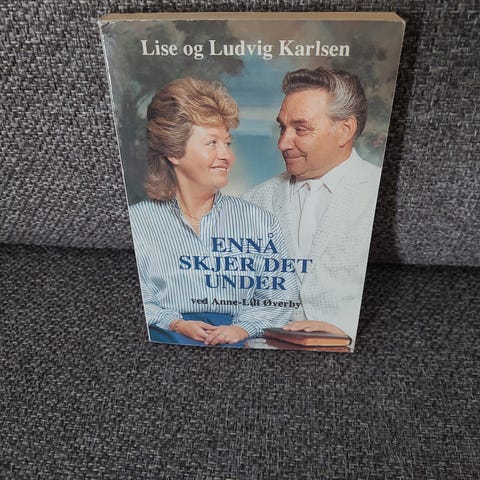 Lise og Ludvig Karlsen
ENNÅ
SKJER DET
UNDER
ved Anne-Lill Øverby